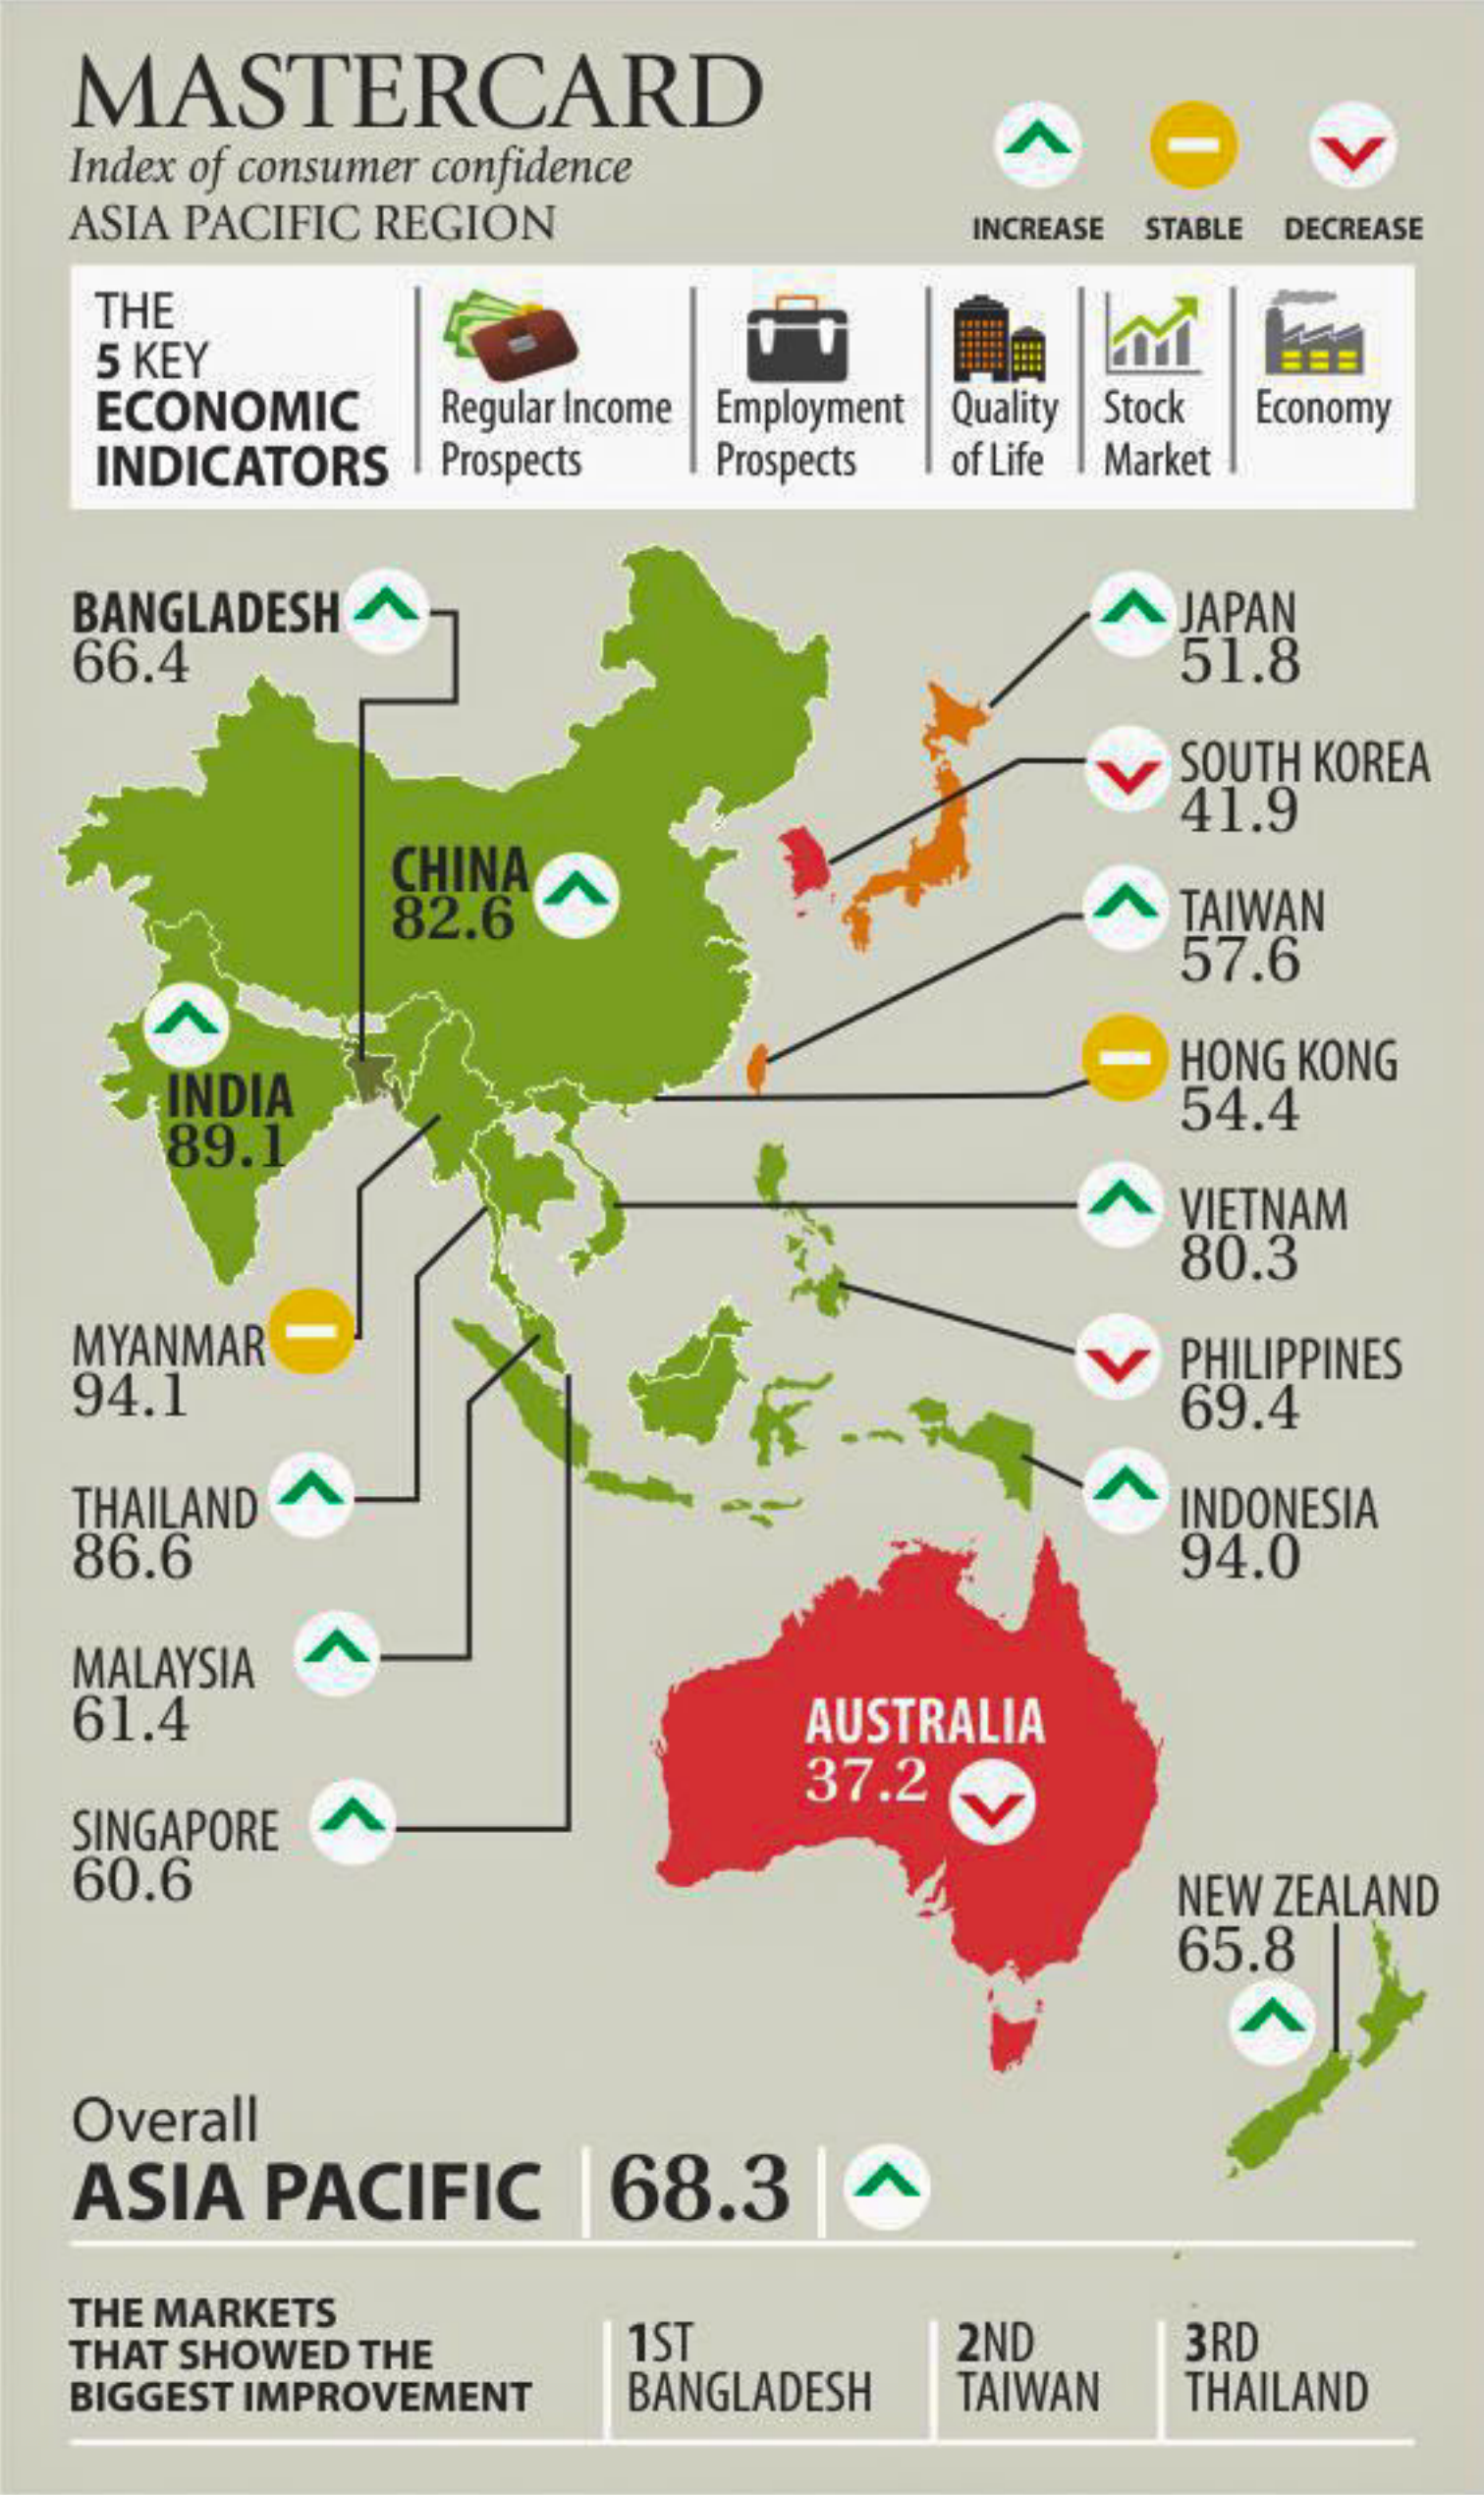 MASTERCARD
Index of consumer confidence
ASIA PACIFIC REGION
INCREASE
STABLE
DECREASE
THE
5 KEY
ECONOMIC
INDICATORS
Regular Income
Prospects
Employment
Prospects
Quality
of Life
Stock
Market
Economy
BANGLADESH
66.4
JAPAN
51.8
SOUTH KOREA
41.9
CHINA
82.6
TAIWAN
57.6
INDIA
89.1
HONG KONG
54.4
VIETNAM
80.3
MYANMAR
94.1
PHILIPPINES
69.4
THAILAND
86.6
INDONESIA
94.0
MALAYSIA
61.4
AUSTRALIA
37.2
SINGAPORE
60.6
NEW ZEALAND
65.8
Overall
ASIA PACIFIC
68.3
THE MARKETS
THAT SHOWED THE
BIGGEST IMPROVEMENT
1ST
BANGLADESH
2ND
TAIWAN
3RD
THAILAND